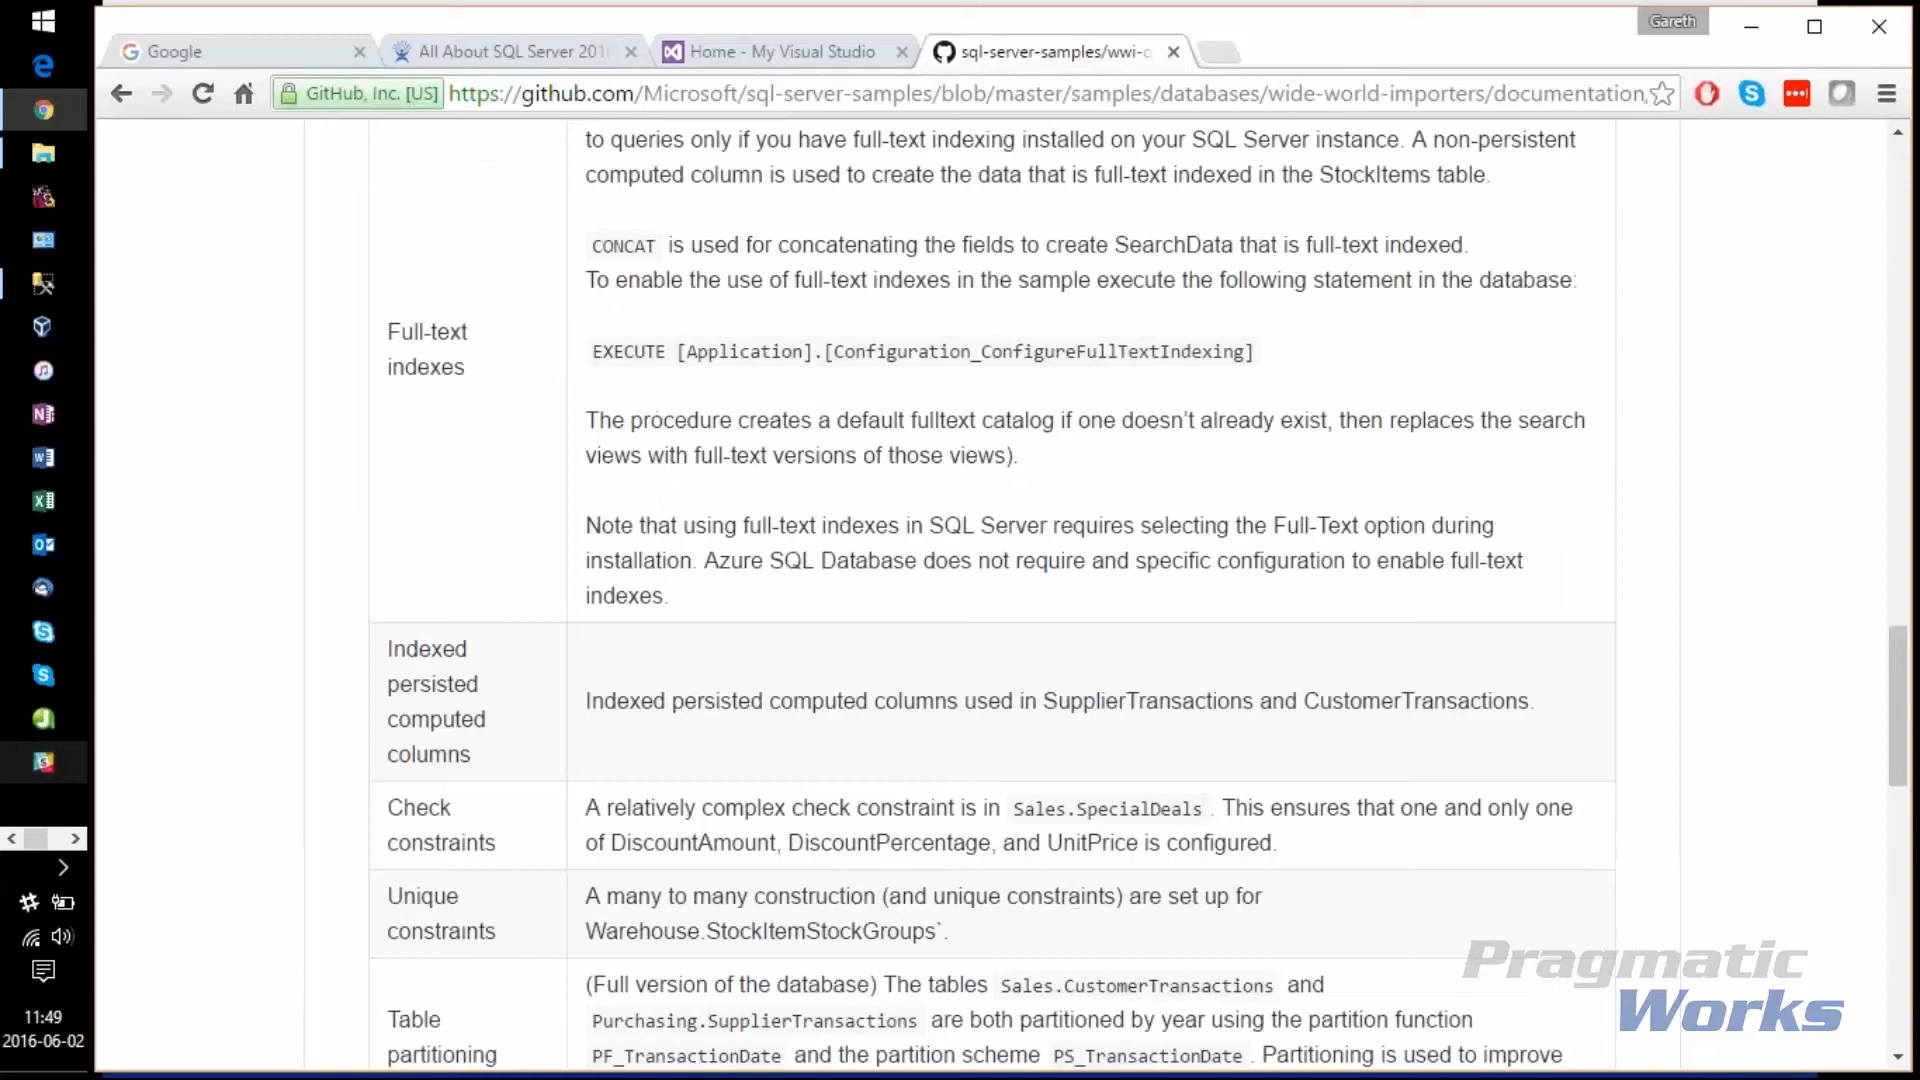 Gareth
Google
All About SQL Server 201
Home - My Visual Studio
sql-server-samples/wwi-o
GitHub, Inc. [US]
https://github.com/Microsoft/sql-server-samples/blob/master/samples/databases/wide-world-importers/documentation/
to queries only if you have full-text indexing installed on your SQL Server instance. A non-persistent
computed column is used to create the data that is full-text indexed in the StockItems table.
CONCAT is used for concatenating the fields to create SearchData that is full-text indexed.
To enable the use of full-text indexes in the sample execute the following statement in the database:
Full-text
indexes
EXECUTE [Application].[Configuration_ConfigureFullTextIndexing]
The procedure creates a default fulltext catalog if one doesn't already exist, then replaces the search
views with full-text versions of those views).
Note that using full-text indexes in SQL Server requires selecting the Full-Text option during
installation. Azure SQL Database does not require and specific configuration to enable full-text
indexes.
Indexed
persisted
computed
columns
Indexed persisted computed columns used in SupplierTransactions and CustomerTransactions.
Check
constraints
A relatively complex check constraint is in Sales.SpecialDeals . This ensures that one and only one
of DiscountAmount, DiscountPercentage, and UnitPrice is configured.
Unique
constraints
A many to many construction (and unique constraints) are set up for
Warehouse.StockItemStockGroups`.
Table
partitioning
(Full version of the database) The tables Sales.CustomerTransactions and
Purchasing.SupplierTransactions are both partitioned by year using the partition function
PF_TransactionDate and the partition scheme PS_TransactionDate . Partitioning is used to improve
Pragmatic
Works
11:49
2016-06-02